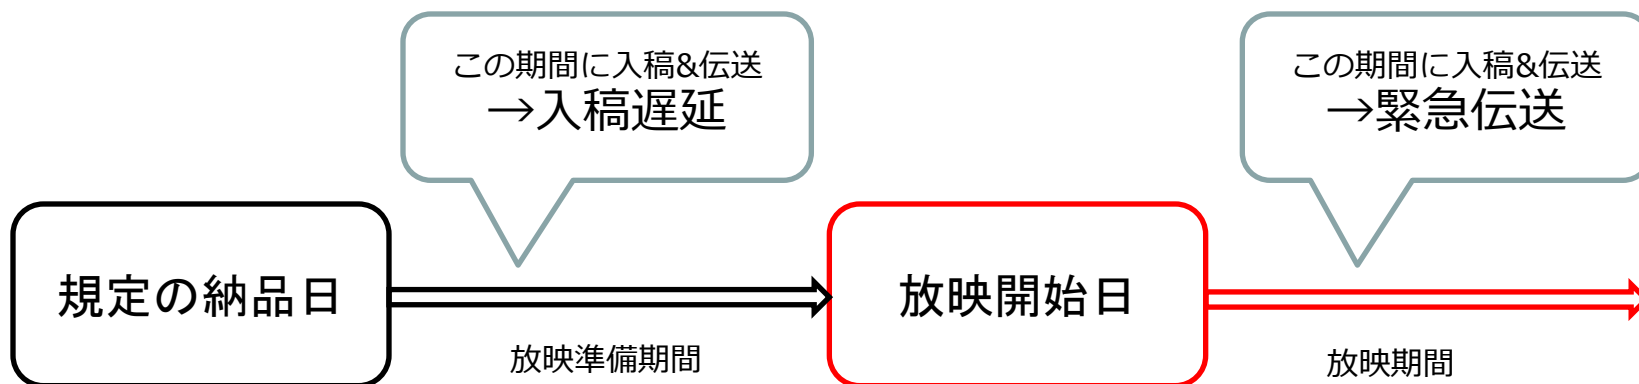 この期間に入稿&伝送
→入稿遅延
この期間に入稿&伝送
→緊急伝送
規定の納品日
放映開始日
放映準備期間
放映期間